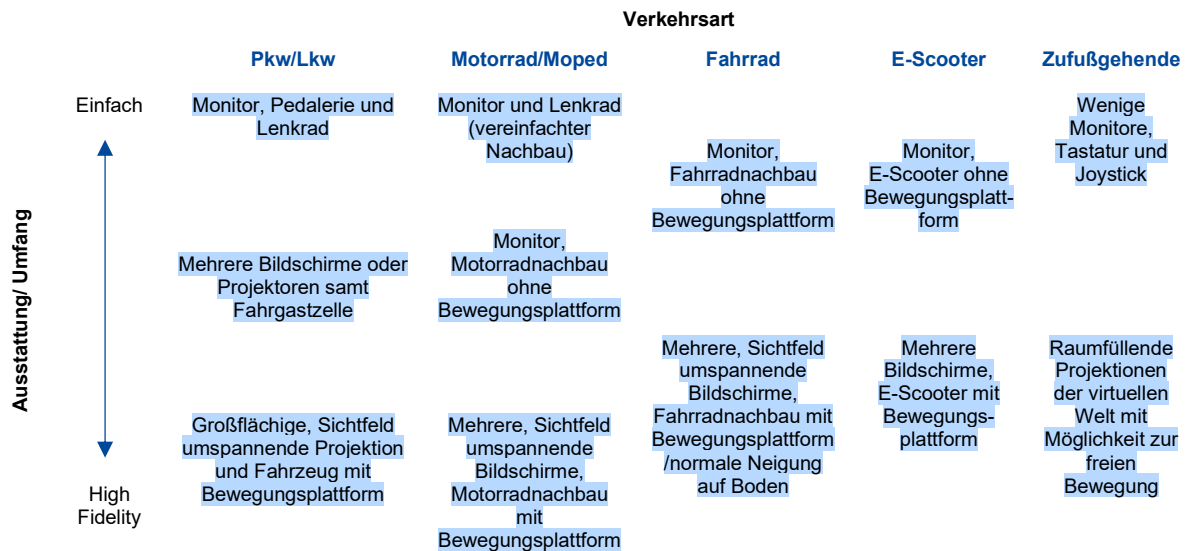 Verkehrsart
Pkw/Lkw
Motorrad/Moped
Fahrrad
E-Scooter
Zufußgehende
Ausstattung/ Umfang
Einfach
High
Fidelity
Monitor, Pedalerie und
Lenkrad
Mehrere Bildschirme oder
Projektoren samt
Fahrgastzelle
Großflächige, Sichtfeld
umspannende Projektion
und Fahrzeug mit
Bewegungsplattform
Monitor und Lenkrad
(vereinfachter
Nachbau)
Monitor,
Motorradnachbau
ohne
Bewegungsplattform
Mehrere, Sichtfeld
umspannende
Bildschirme,
Motorradnachbau
mit
Bewegungsplattform
Monitor,
Fahrradnachbau
ohne
Bewegungsplattform
Mehrere, Sichtfeld
umspannende
Bildschirme,
Fahrradnachbau mit
Bewegungsplattform
/normale Neigung
auf Boden
Monitor,
E-Scooter ohne
Bewegungsplatt-
form
Mehrere
Bildschirme,
E-Scooter mit
Bewegungs-
plattform
Wenige
Monitore,
Tastatur und
Joystick
Raumfüllende
Projektionen
der virtuellen
Welt mit
Möglichkeit zur
freien
Bewegung